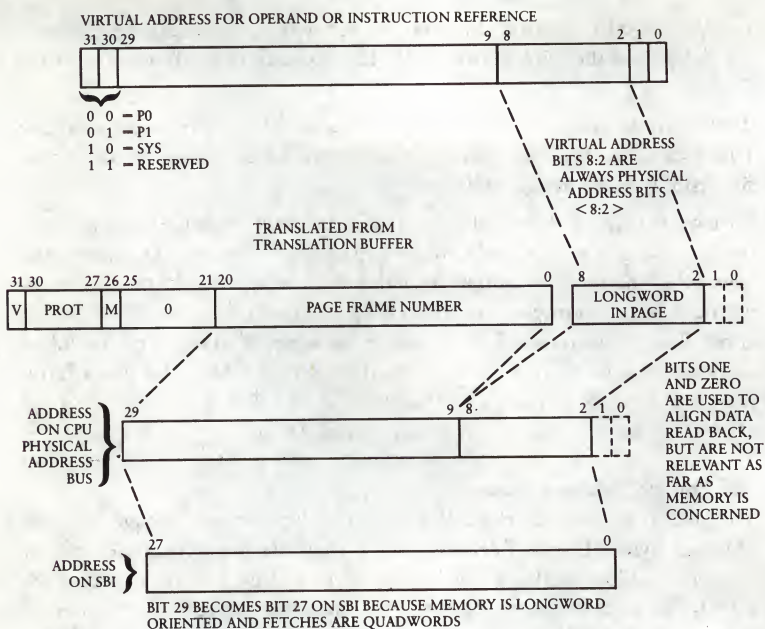 VIRTUAL ADDRESS FOR OPERAND OR INSTRUCTION REFERENCE
31 30 29 9 8 2 1 0
0 0 – P0
0 1 – P1
1 0 – SYS
1 1 – RESERVED
VIRTUAL ADDRESS
BITS 8:2 ARE
ALWAYS PHYSICAL
ADDRESS BITS
< 8:2 >
TRANSLATED FROM
TRANSLATION BUFFER
31 30 27 26 25 21 20 0 8 2 1 0
V PROT M 0 PAGE FRAME NUMBER
LONGWORD
IN PAGE
ADDRESS
ON CPU
PHYSICAL
ADDRESS
BUS
29 9 8 2 1 0
BITS ONE
AND ZERO
ARE USED TO
ALIGN DATA
READ BACK,
BUT ARE NOT
RELEVANT AS
FAR AS
MEMORY IS
CONCERNED
27 0
ADDRESS
ON SBI
BIT 29 BECOMES BIT 27 ON SBI BECAUSE MEMORY IS LONGWORD
ORIENTED AND FETCHES ARE QUADWORDS